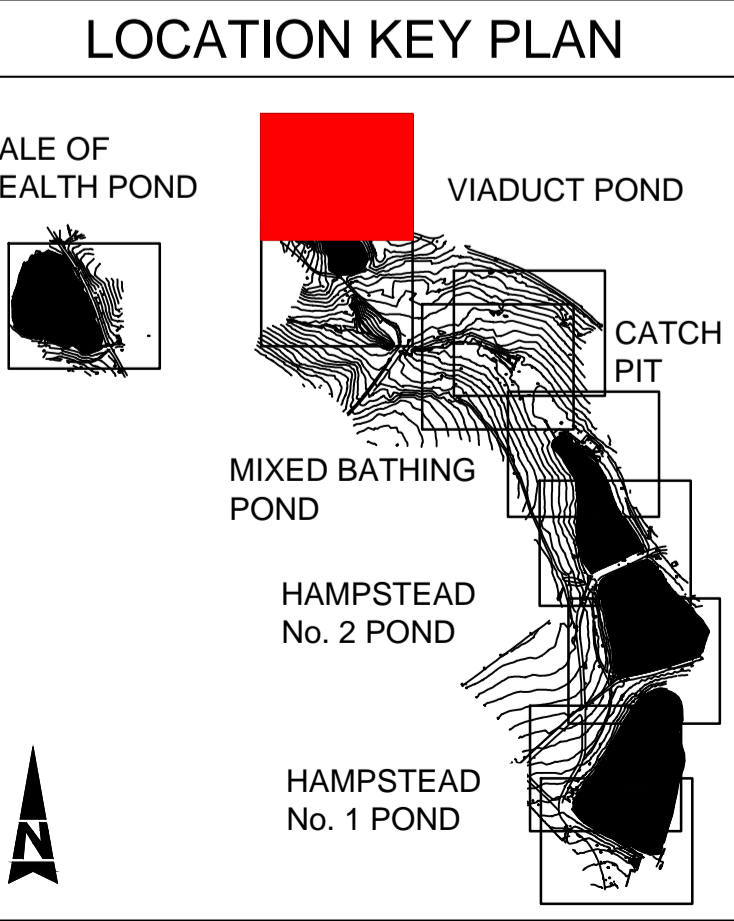 LOCATION KEY PLAN
ALE OF
EALTH POND
VIADUCT POND
CATCH
PIT
MIXED BATHING
POND
HAMPSTEAD
No. 2 POND
HAMPSTEAD
No. 1 POND
N